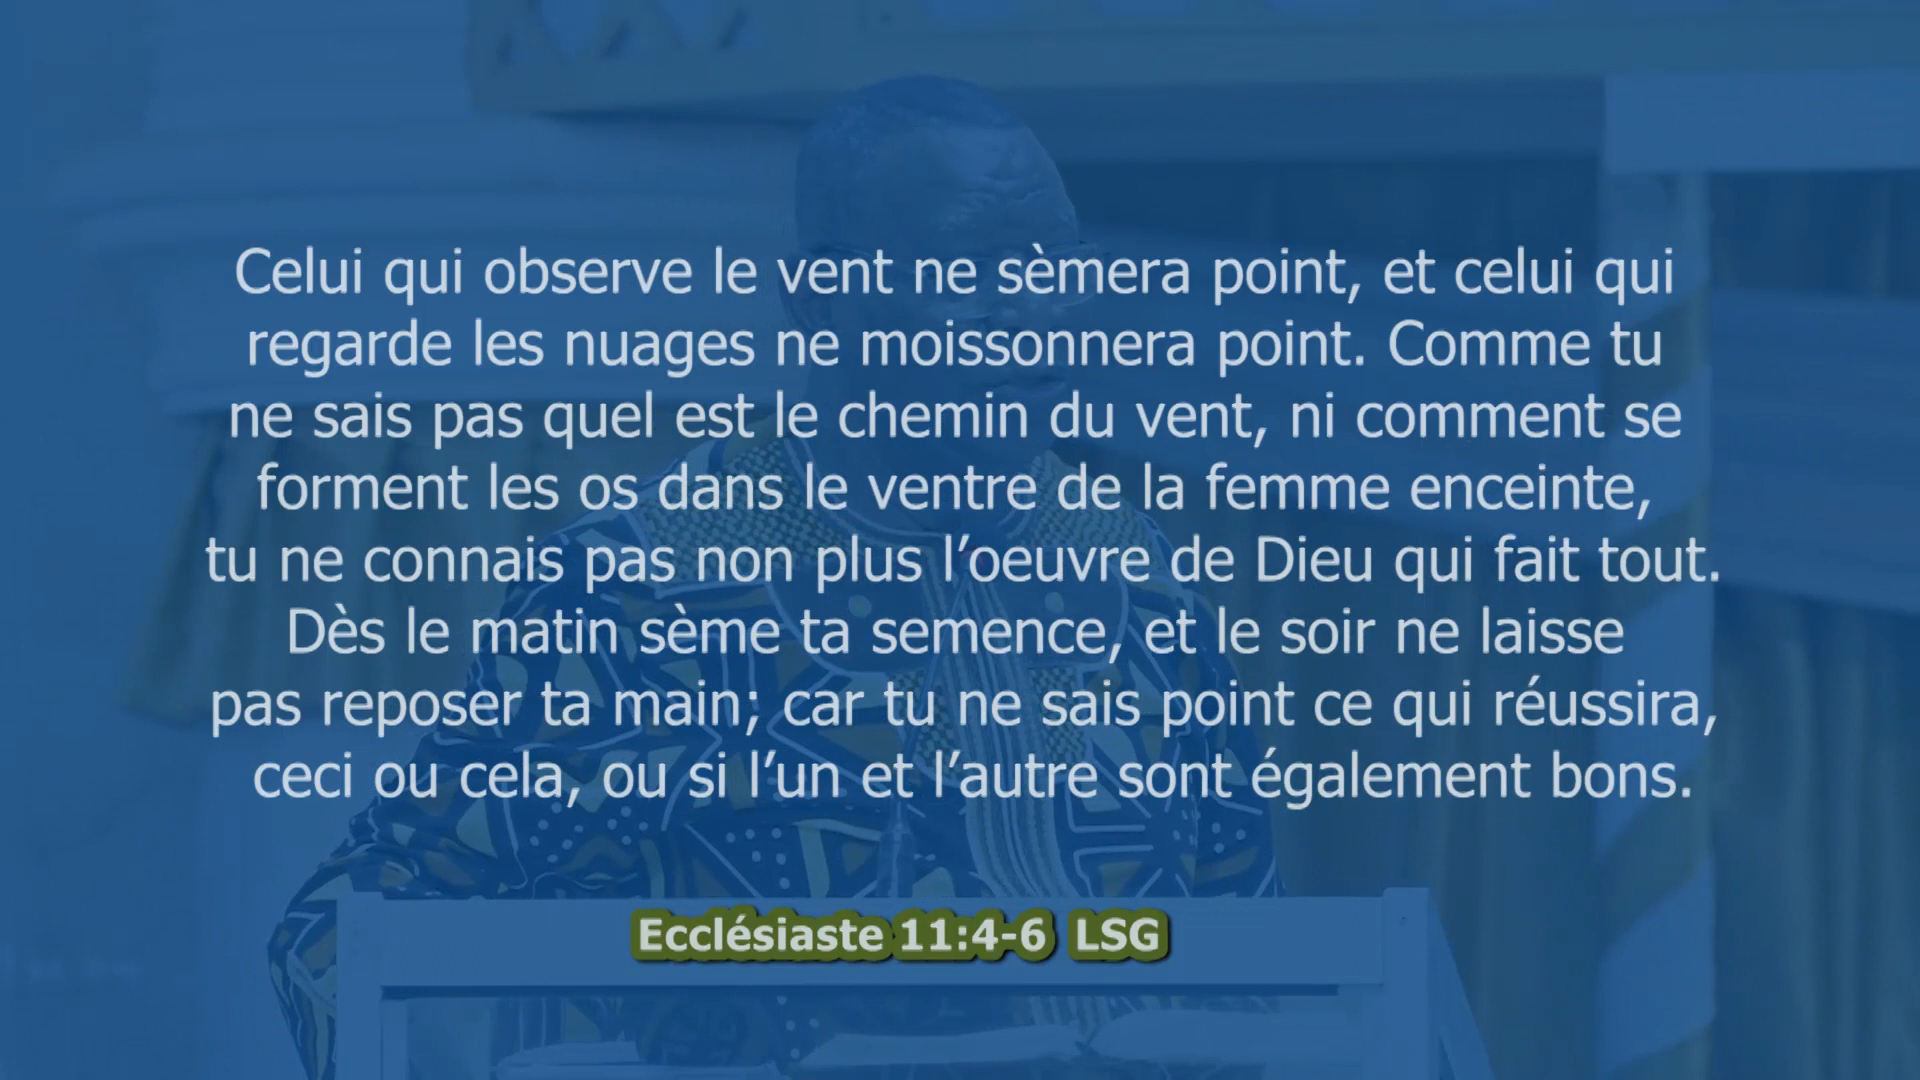 Celui qui observe le vent ne sèmera point, et celui qui
regarde les nuages ne moissonnera point. Comme tu
ne sais pas quel est le chemin du vent, ni comment se
forment les os dans le ventre de la femme enceinte,
tu ne connais pas non plus l’oeuvre de Dieu qui fait tout.
Dès le matin sème ta semence, et le soir ne laisse
pas reposer ta main; car tu ne sais point ce qui réussira,
ceci ou cela, ou si l’un et l’autre sont également bons.
Ecclésiaste 11:4-6 LSG